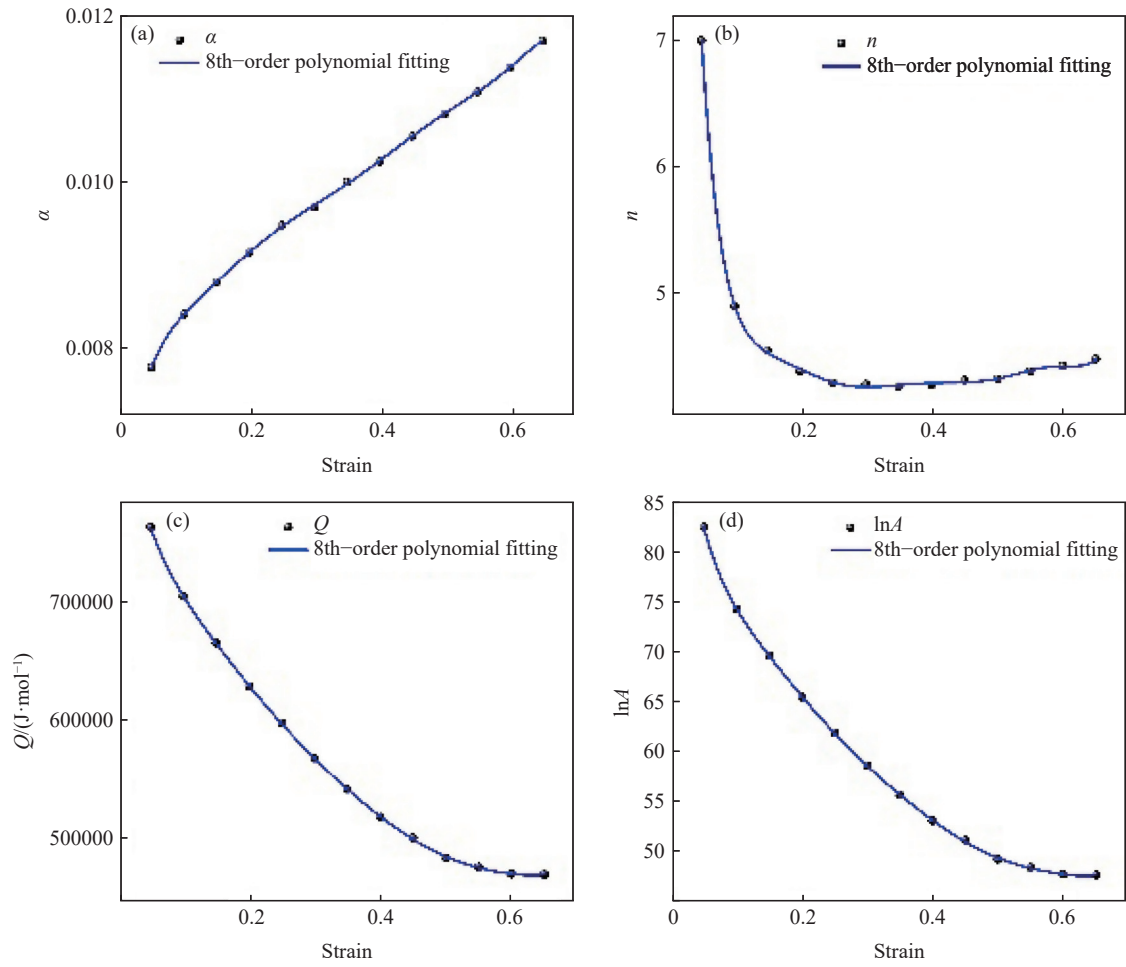 (a)
α
8th−order polynomial fitting
0.012
0.010
0.008
α
0
0.2
0.4
0.6
Strain
(b)
n
8th−order polynomial fitting
7
6
5
n
0.2
0.4
0.6
Strain
(c)
Q
8th−order polynomial fitting
700000
600000
500000
Q/(J·mol⁻¹)
0.2
0.4
0.6
Strain
(d)
lnA
8th−order polynomial fitting
85
80
75
70
65
60
55
50
lnA
0
0.2
0.4
0.6
Strain